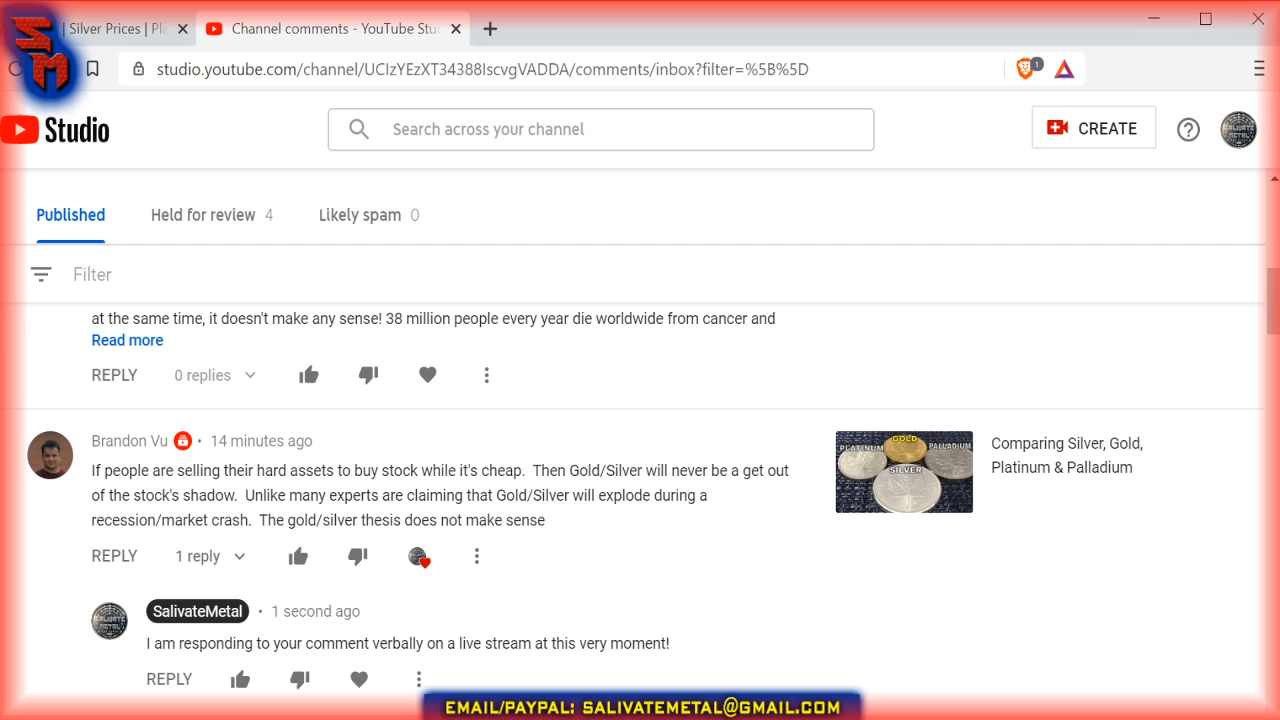 | Silver Prices | Pla
Channel comments - YouTube Stu
SM
studio.youtube.com/channel/UCIzYEzXT34388IscvgVADDA/comments/inbox?filter=%5B%5D
1
Studio
Search across your channel
CREATE
Published
Held for review 4
Likely spam 0
Filter
at the same time, it doesn't make any sense! 38 million people every year die worldwide from cancer and
Read more
REPLY
0 replies
Brandon Vu • 14 minutes ago
If people are selling their hard assets to buy stock while it's cheap.  Then Gold/Silver will never be a get out
of the stock's shadow.  Unlike many experts are claiming that Gold/Silver will explode during a
recession/market crash.  The gold/silver thesis does not make sense
PLATINUM
GOLD
PALLADIUM
SILVER
Comparing Silver, Gold,
Platinum & Palladium
REPLY
1 reply
SalivateMetal • 1 second ago
I am responding to your comment verbally on a live stream at this very moment!
REPLY
EMAIL/PAYPAL: SALIVATEMETAL@GMAIL.COM